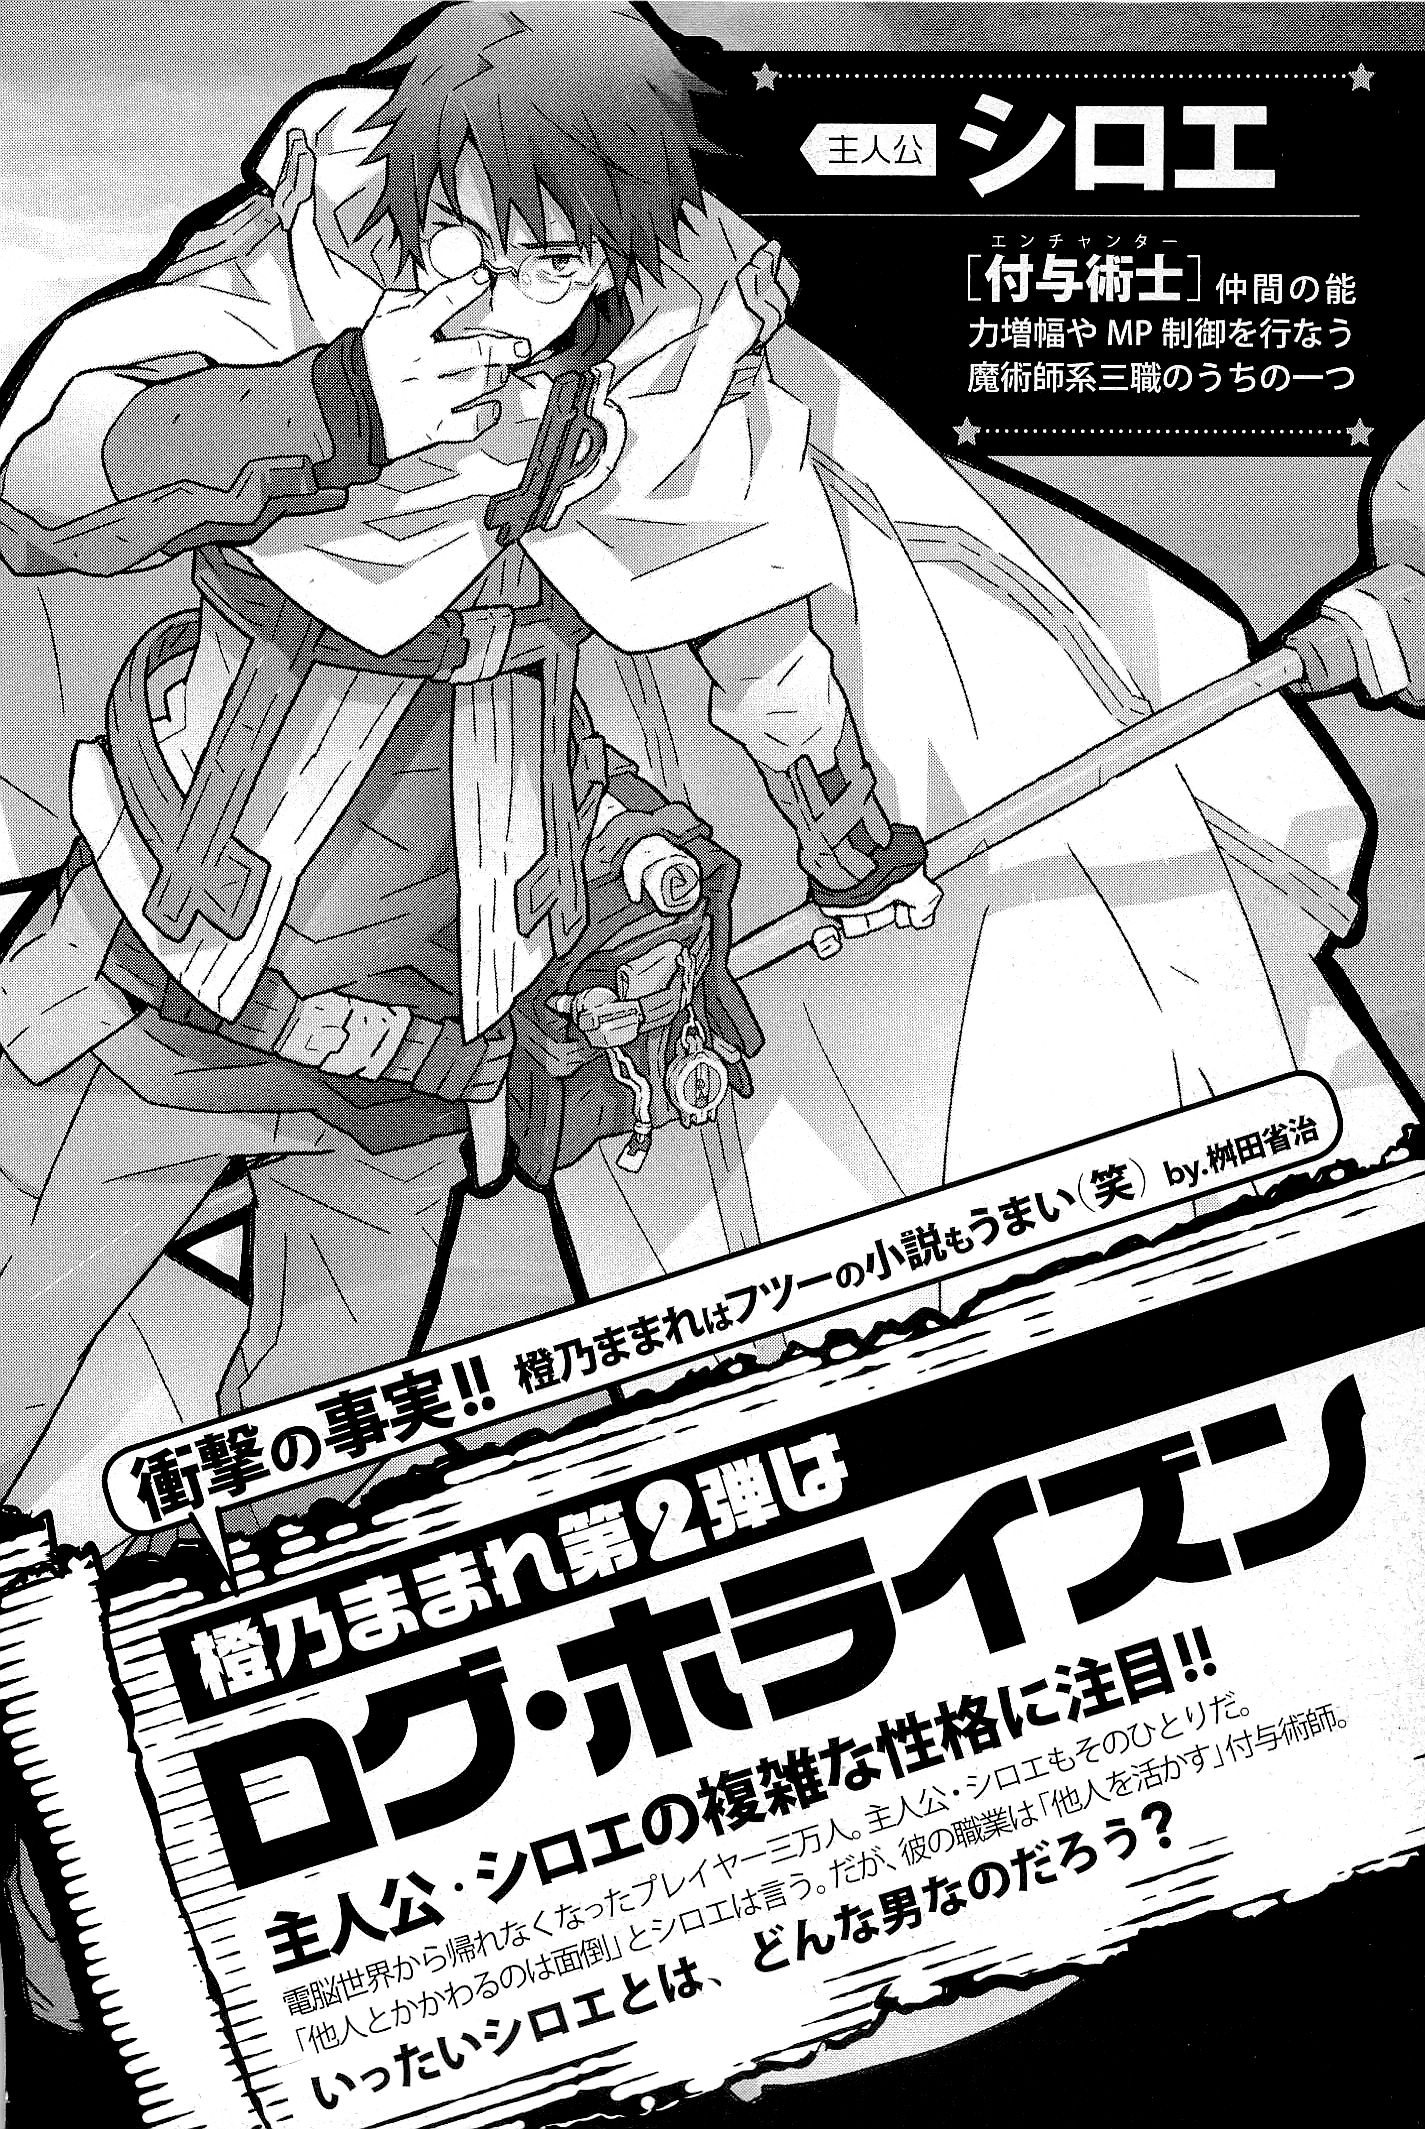 主人公
シロエ
エンチャンター
[付与術士]仲間の能
力増幅や MP 制御を行なう
魔術師系三職のうちの一つ
衝撃の事実!! 橙乃ままれはフツーの小説もうまい(笑) by.桝田省治
橙乃ままれ第2弾は
ログ・ホライズン
主人公・シロエの複雑な性格に注目!!
電脳世界から帰れなくなったプレイヤー三万人。主人公・シロエもそのひとりだ。
「他人とかかわるのは面倒」とシロエは言う。だが、彼の職業は「他人を活かす」付与術師。
いったいシロエとは、どんな男なのだろう?